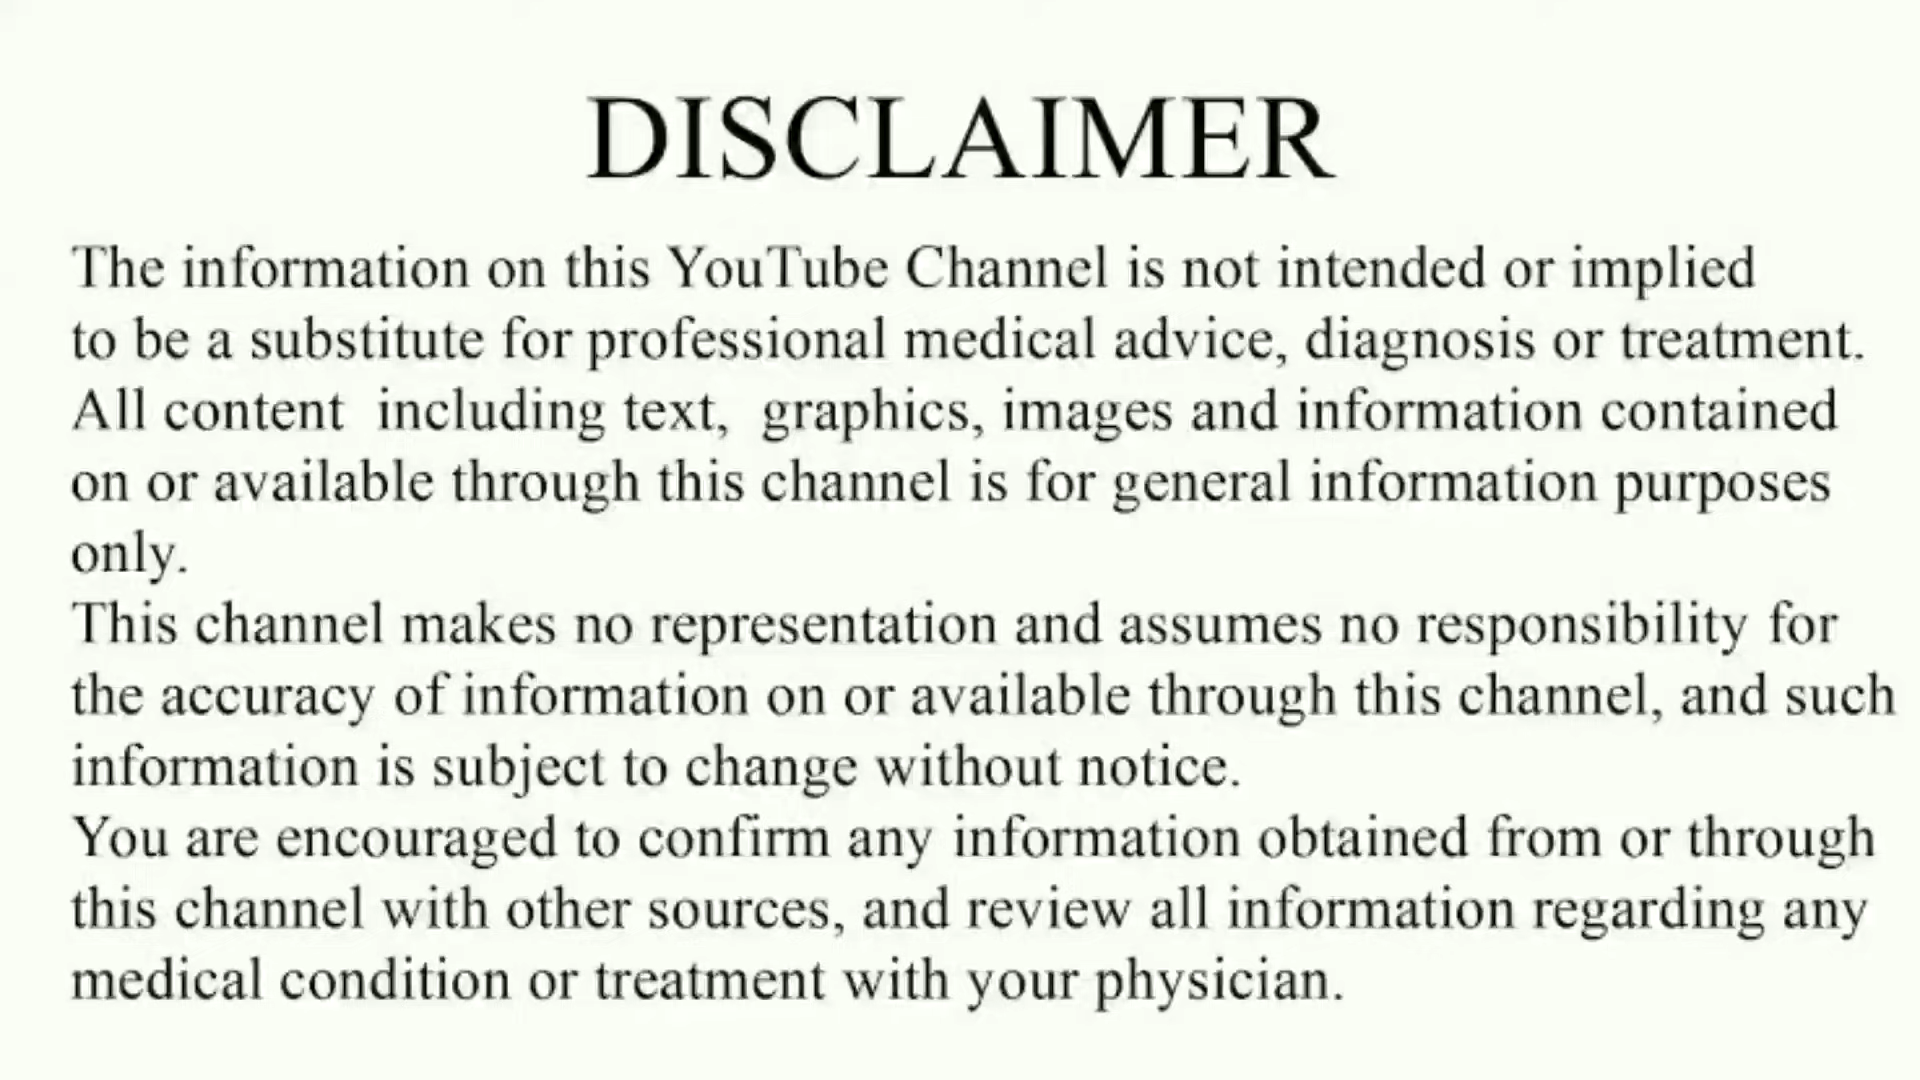 DISCLAIMER
The information on this YouTube Channel is not intended or implied
to be a substitute for professional medical advice, diagnosis or treatment.
All content  including text,  graphics, images and information contained
on or available through this channel is for general information purposes
only.
This channel makes no representation and assumes no responsibility for
the accuracy of information on or available through this channel, and such
information is subject to change without notice.
You are encouraged to confirm any information obtained from or through
this channel with other sources, and review all information regarding any
medical condition or treatment with your physician.